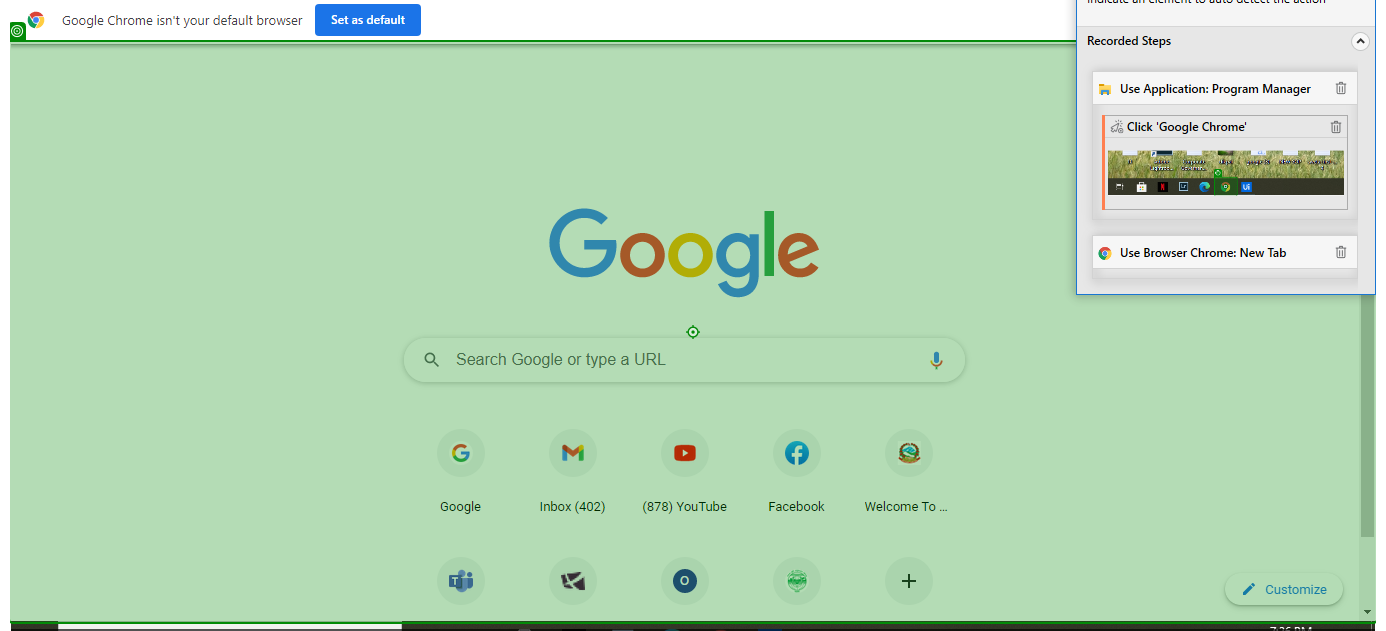 Google Chrome isn't your default browser
Set as default
Indicate an element to auto detect the action
Recorded Steps
Use Application: Program Manager
Click 'Google Chrome'
Use Browser Chrome: New Tab
Google
Search Google or type a URL
Google
Inbox (402)
(878) YouTube
Facebook
Welcome To ...
Customize